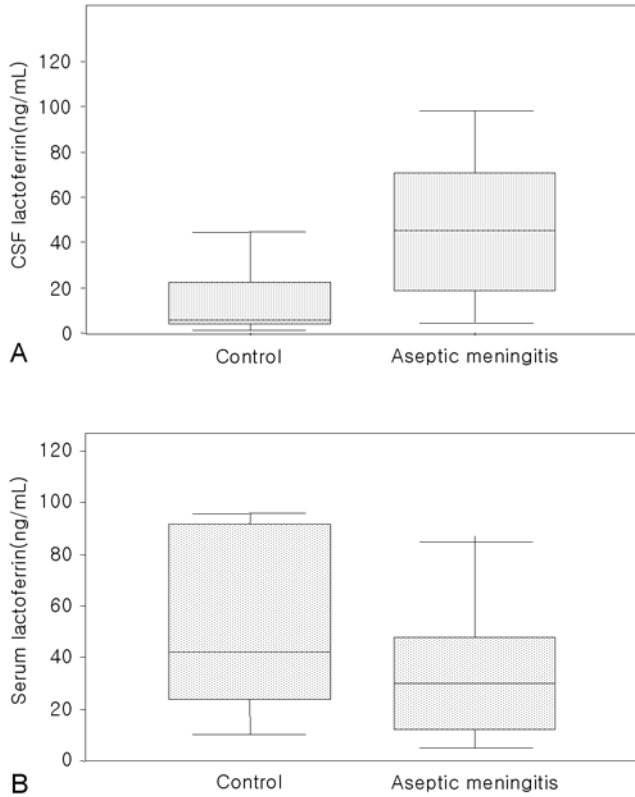 CSF lactoferrin(ng/mL)
120
100
80
60
40
20
0
Control
Aseptic meningitis
A
Serum lactoferrin(ng/mL)
120
100
80
60
40
20
0
Control
Aseptic meningitis
B